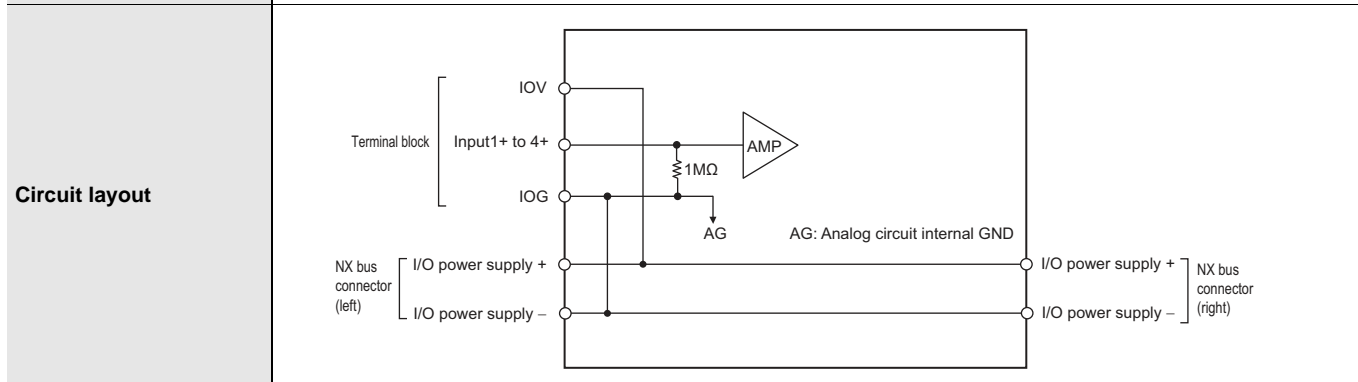 Circuit layout
Terminal block
IOV
Input1+ to 4+
IOG
AMP
1MΩ
AG
AG: Analog circuit internal GND
NX bus
connector
(left)
I/O power supply +
I/O power supply −
I/O power supply +
I/O power supply −
NX bus
connector
(right)